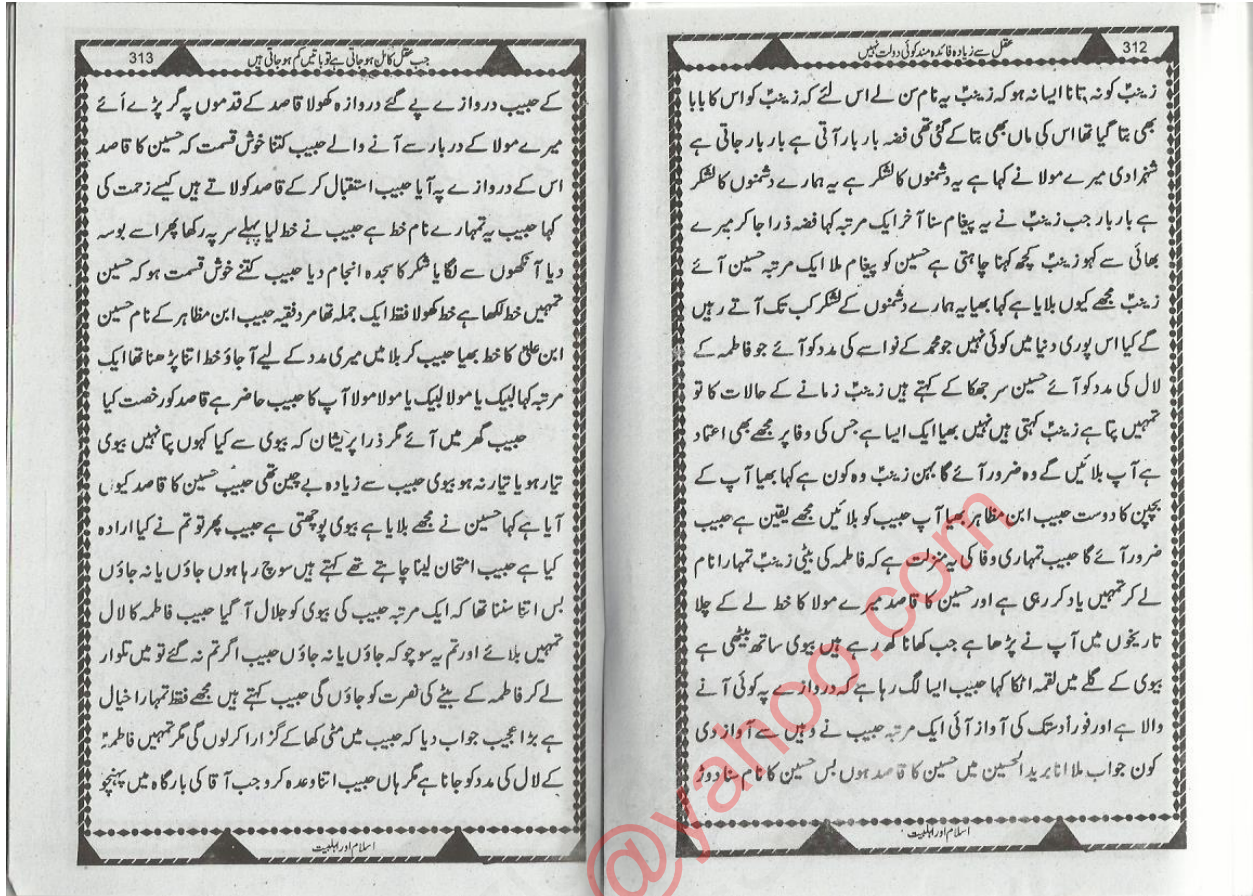 312
عقل سے زیادہ فائدہ مند کوئی دولت نہیں
زینبؑ کو نہ بتانا ایسا نہ ہو کہ زینبؑ یہ نام سن لے اس لئے کہ زینبؑ کو اس کا بابا
بھی بتا گیا تھا اس کی ماں بھی بتا کے گئی تھی فضہ بار بار آتی ہے بار بار جاتی ہے
شہزادی میرے مولا نے کہا ہے یہ دشمنوں کا لشکر ہے یہ ہمارے دشمنوں کا لشکر
ہے بار بار جب زینبؑ نے یہ پیغام سنا آخر ایک مرتبہ کہا فضہ ذرا جا کر میرے
بھائی سے کہو زینبؑ کچھ کہنا چاہتی ہے حسین کو پیغام ملا ایک مرتبہ حسین آئے
زینبؑ مجھے کیوں بلایا ہے کہا بھیا یہ ہمارے دشمنوں کے لشکر کب تک آتے رہیں
گے کیا اس پوری دنیا میں کوئی نہیں جو محمد کے نواسے کی مدد کو آئے جو فاطمہ کے
لال کی مدد کو آئے حسین سر جھکا کے کہتے ہیں زینبؑ زمانے کے حالات کا تو
تمہیں پتا ہے زینبؑ کہتی ہیں نہیں بھیا ایک ایسا ہے جس کی وفا پر مجھے بھی اعتماد
ہے آپ بلائیں گے وہ ضرور آئے گا بہن زینبؑ وہ کون ہے کہا بھیا آپ کے
بچپن کا دوست حبیب ابن مظاہر بھیا آپ حبیب کو بلائیں مجھے یقین ہے حبیب
ضرور آئے گا حبیب تمہاری وفا کی یہ منزلت ہے کہ فاطمہ کی بیٹی زینبؑ تمہارا نام
لے کر تمہیں یاد کر رہی ہے اور حسین کا قاصد میرے مولا کا خط لے کے چلا
تاریخوں میں آپ نے پڑھا ہے جب کھانا کھ رہے ہیں بیوی ساتھ بیٹھی ہے
بیوی کے گلے میں لقمہ اٹکا کہا حبیب ایسا لگ رہا ہے کہ دروازے پہ کوئی آنے
والا ہے اور فوراً دستک کی آواز آئی ایک مرتبہ حبیب نے وہیں سے آواز دی
کون جواب ملا انا برید الحسین میں حسین کا قاصد ہوں بس حسین کا نام سنا دوڑ
اسلام اور اہلبیت
313
جب عقل کامل ہو جاتی ہے تو باتیں کم ہو جاتی ہیں
کے حبیب دروازے پے گئے دروازہ کھولا قاصد کے قدموں پہ گر پڑے اے
میرے مولا کے دربار سے آنے والے حبیب کتنا خوش قسمت کہ حسین کا قاصد
اس کے دروازے پہ آیا حبیب استقبال کر کے قاصد کو لاتے ہیں کیسے زحمت کی
کہا حبیب یہ تمہارے نام خط ہے حبیب نے خط لیا پہلے سر پہ رکھا پھر اسے بوسہ
دیا آنکھوں سے لگایا شکر کا سجدہ انجام دیا حبیب کتنے خوش قسمت ہو کہ حسین
تمہیں خط لکھا ہے خط کھولا فقط ایک جملہ تھا مرد فقیہ حبیب ابن مظاہر کے نام حسین
ابن علیؑ کا خط بھیا حبیب کربلا میں میری مدد کے لیے آ جاؤ خط اتنا پڑھنا تھا ایک
مرتبہ کہا لبیک یا مولا لبیک یا مولا مولا آپ کا حبیب حاضر ہے قاصد کو رخصت کیا
حبیب گھر میں آئے مگر ذرا پریشان کہ بیوی سے کیا کہوں پتا نہیں بیوی
تیار ہو یا تیار نہ ہو بیوی حبیب سے زیادہ بے چین تھی حبیب حسین کا قاصد کیوں
آیا ہے کہا حسین نے مجھے بلایا ہے بیوی پوچھتی ہے حبیب پھر تو تم نے کیا ارادہ
کیا ہے حبیب امتحان لینا چاہتے تھے کہتے ہیں سوچ رہا ہوں جاؤں یا نہ جاؤں
بس اتنا سننا تھا کہ ایک مرتبہ حبیب کی بیوی کو جلال آ گیا حبیب فاطمہ کا لال
تمہیں بلائے اور تم یہ سوچو کہ جاؤں یا نہ جاؤں حبیب اگر تم نہ گئے تو میں تلوار
لے کر فاطمہ کے بیٹے کی نصرت کو جاؤں گی حبیب کہتے ہیں مجھے فقط تمہارا خیال
ہے بڑا عجیب جواب دیا کہ حبیب میں مٹی کھا کے گزارا کر لوں گی مگر تمہیں فاطمہؑ
کے لال کی مدد کو جانا ہے مگر ہاں حبیب اتنا وعدہ کرو جب آقا کی بارگاہ میں پہنچو
اسلام اور اہلبیت
@yahoo.com